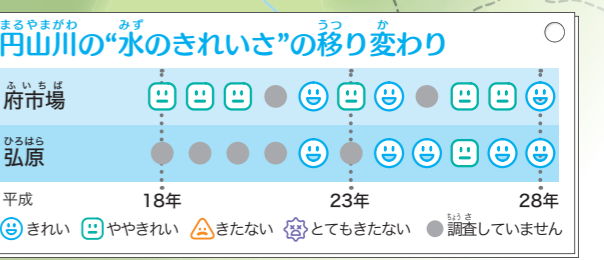 まるやまがわ みず うつ か
円山川の“水のきれいさ”の移り変わり
ふいちば
府市場
ひろはら
弘原
平成 18年 23年 28年
きれい ややきれい きたない とてもきたない 調査していません
ちょう さ